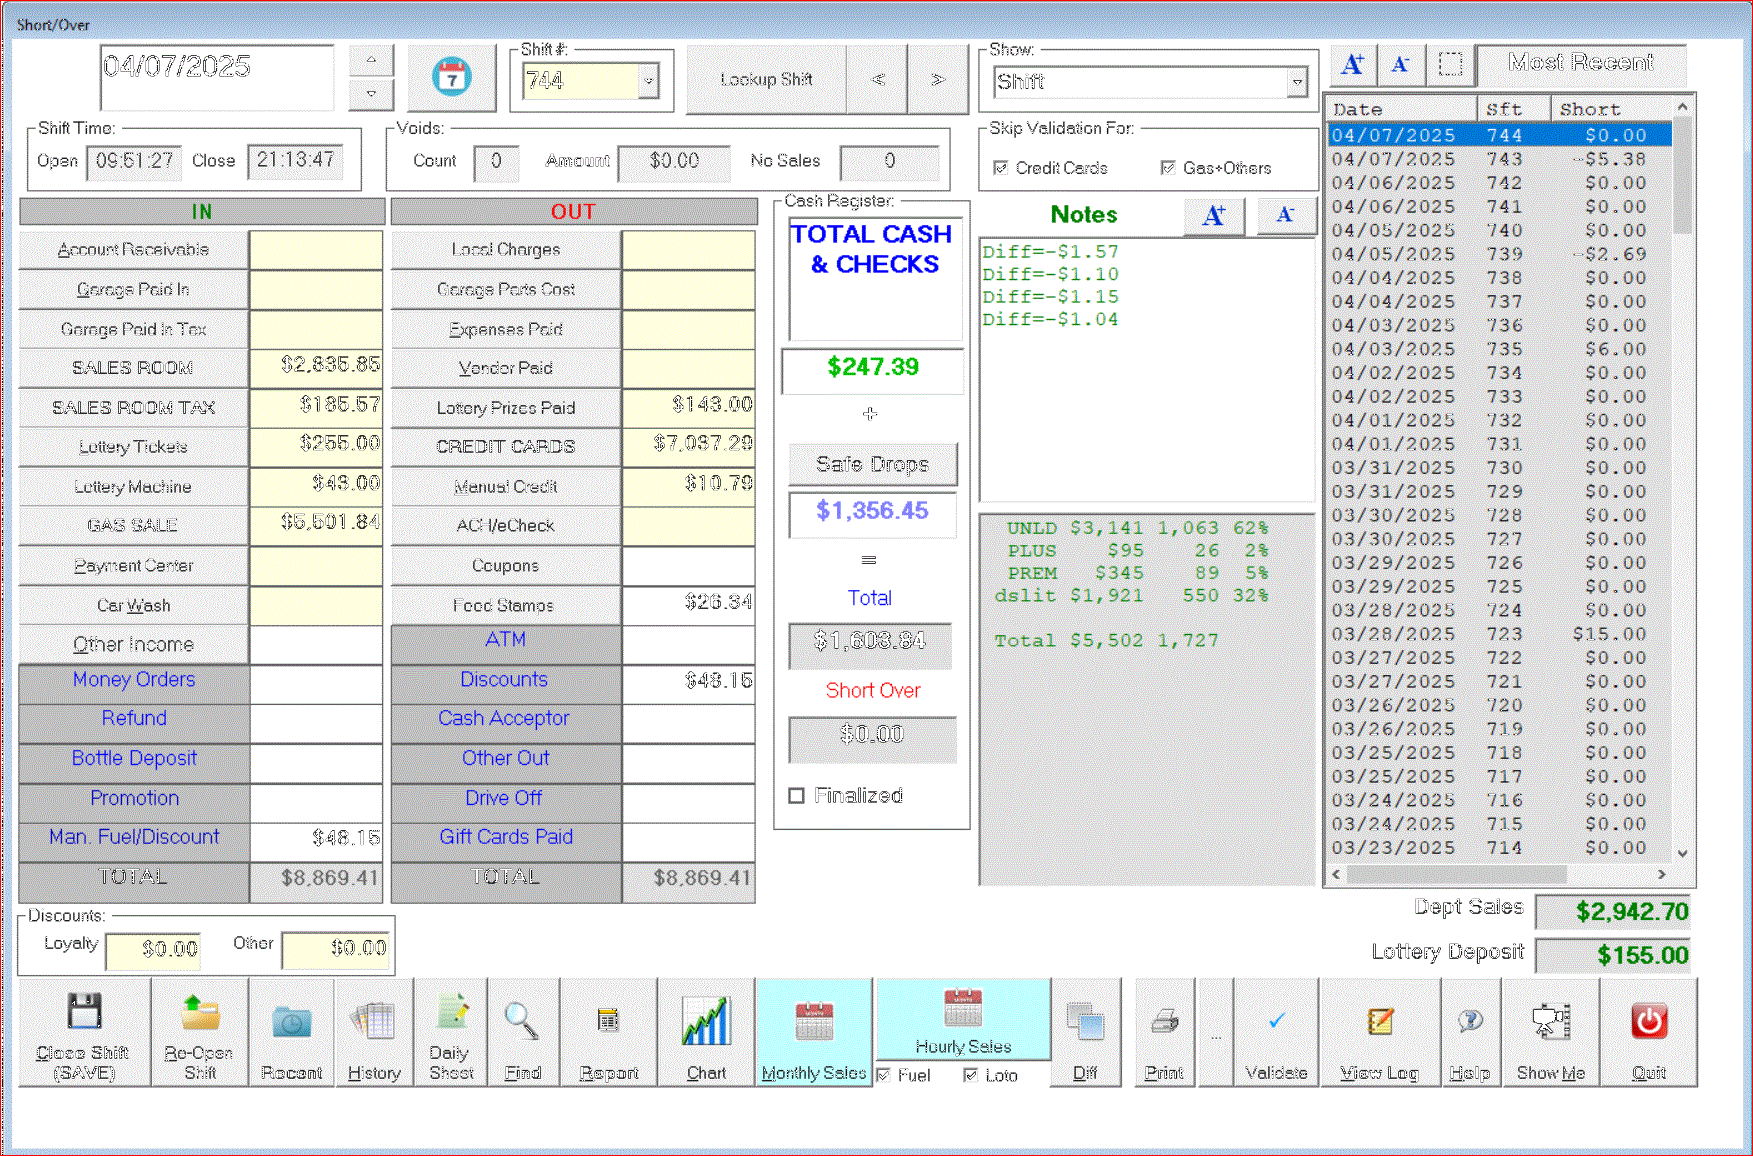 Short/Over
04/07/2025
7
Shift #:
744
Lookup Shift
<
>
Show:
Shift
A+
A-
Most Recent
Shift Time:
Open 09:51:27 Close 21:13:47
Voids:
Count 0 Amount $0.00 No Sales 0
Skip Validation For:
Credit Cards Gas+Others
IN
Account Receivable
Garage Paid In
Garage Paid In Tax
SALES ROOM $2,835.85
SALES ROOM TAX $185.57
Lottery Tickets $255.00
Lottery Machine $43.00
GAS SALE $5,501.84
Payment Center
Car Wash
Other Income
Money Orders
Refund
Bottle Deposit
Promotion
Man. Fuel/Discount $48.15
TOTAL $8,869.41
OUT
Local Charges
Garage Parts Cost
Expenses Paid
Vendor Paid
Lottery Prizes Paid $143.00
CREDIT CARDS $7,037.29
Manual Credit $10.79
ACH/eCheck
Coupons
Food Stamps $26.34
ATM
Discounts $48.15
Cash Acceptor
Other Out
Drive Off
Gift Cards Paid
TOTAL $8,869.41
Cash Register:
TOTAL CASH
& CHECKS
$247.39
+
Safe Drops
$1,356.45
=
Total
$1,603.84
Short Over
$0.00
Finalized
Notes
A+
A-
Diff=-$1.57
Diff=-$1.10
Diff=-$1.15
Diff=-$1.04
UNLD $3,141 1,063 62%
PLUS $95 26 2%
PREM $345 89 5%
dslit $1,921 550 32%
Total $5,502 1,727
Date Sft Short
04/07/2025 744 $0.00
04/07/2025 743 -$5.38
04/06/2025 742 $0.00
04/06/2025 741 $0.00
04/05/2025 740 $0.00
04/05/2025 739 -$2.69
04/04/2025 738 $0.00
04/04/2025 737 $0.00
04/03/2025 736 $0.00
04/03/2025 735 $6.00
04/02/2025 734 $0.00
04/02/2025 733 $0.00
04/01/2025 732 $0.00
04/01/2025 731 $0.00
03/31/2025 730 $0.00
03/31/2025 729 $0.00
03/30/2025 728 $0.00
03/30/2025 727 $0.00
03/29/2025 726 $0.00
03/29/2025 725 $0.00
03/28/2025 724 $0.00
03/28/2025 723 $15.00
03/27/2025 722 $0.00
03/27/2025 721 $0.00
03/26/2025 720 $0.00
03/26/2025 719 $0.00
03/25/2025 718 $0.00
03/25/2025 717 $0.00
03/24/2025 716 $0.00
03/24/2025 715 $0.00
03/23/2025 714 $0.00
Dept Sales $2,942.70
Lottery Deposit $155.00
Discounts:
Loyalty $0.00 Other $0.00
Close Shift
(SAVE)
Re-Open
Shift
Recent
History
Daily
Sheet
Find
Report
Chart
Monthly Sales
Hourly Sales
Fuel Loto
Diff
Print
...
Validate
View Log
Help
Show Me
Quit